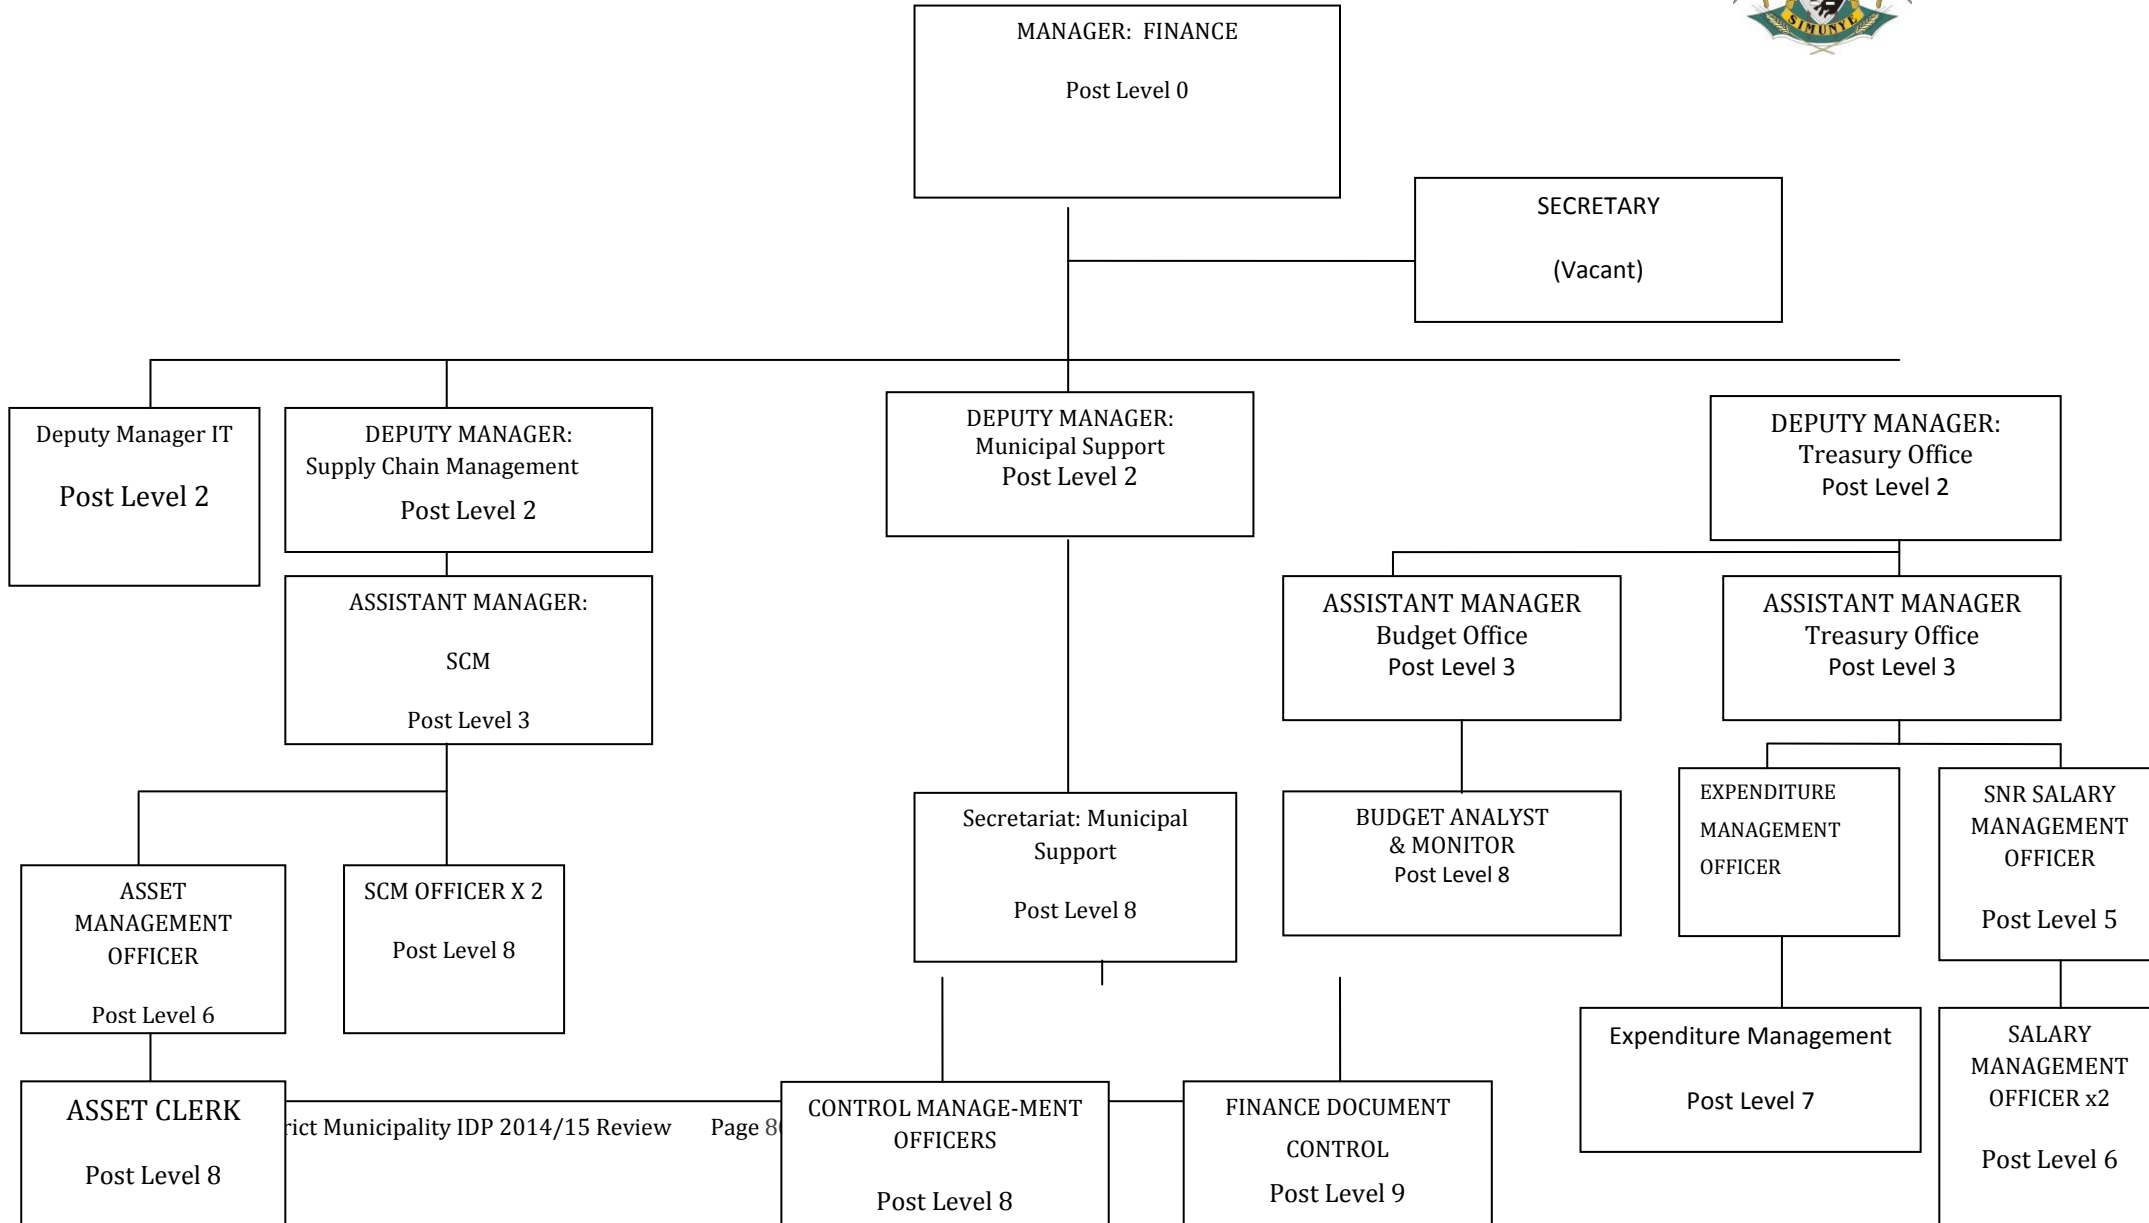 SIMUNYE
MANAGER: FINANCE
Post Level 0
SECRETARY
(Vacant)
Deputy Manager IT
Post Level 2
DEPUTY MANAGER:
Supply Chain Management
Post Level 2
DEPUTY MANAGER:
Municipal Support
Post Level 2
DEPUTY MANAGER:
Treasury Office
Post Level 2
ASSISTANT MANAGER:
SCM
Post Level 3
ASSISTANT MANAGER
Budget Office
Post Level 3
ASSISTANT MANAGER
Treasury Office
Post Level 3
Secretariat: Municipal
Support
Post Level 8
BUDGET ANALYST
& MONITOR
Post Level 8
EXPENDITURE
MANAGEMENT
OFFICER
SNR SALARY
MANAGEMENT
OFFICER
Post Level 5
ASSET
MANAGEMENT
OFFICER
Post Level 6
SCM OFFICER X 2
Post Level 8
Expenditure Management
Post Level 7
SALARY
MANAGEMENT
OFFICER x2
Post Level 6
ASSET CLERK
Post Level 8
Municipality IDP 2014/15 Review Page
CONTROL MANAGE-MENT
OFFICERS
Post Level 8
FINANCE DOCUMENT
CONTROL
Post Level 9